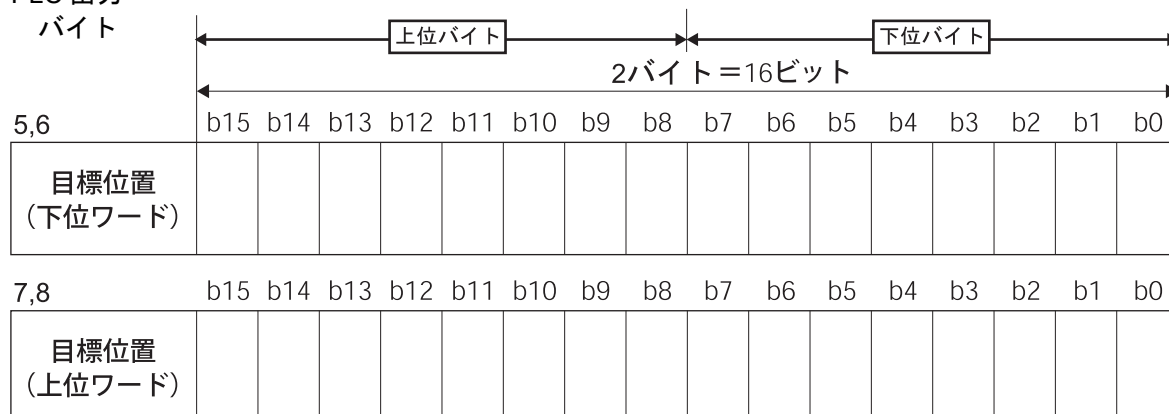 バイト
上位バイト 下位バイト
2バイト＝16ビット
5,6 b15 b14 b13 b12 b11 b10 b9 b8 b7 b6 b5 b4 b3 b2 b1 b0
目標位置
（下位ワード）
7,8 b15 b14 b13 b12 b11 b10 b9 b8 b7 b6 b5 b4 b3 b2 b1 b0
目標位置
（上位ワード）